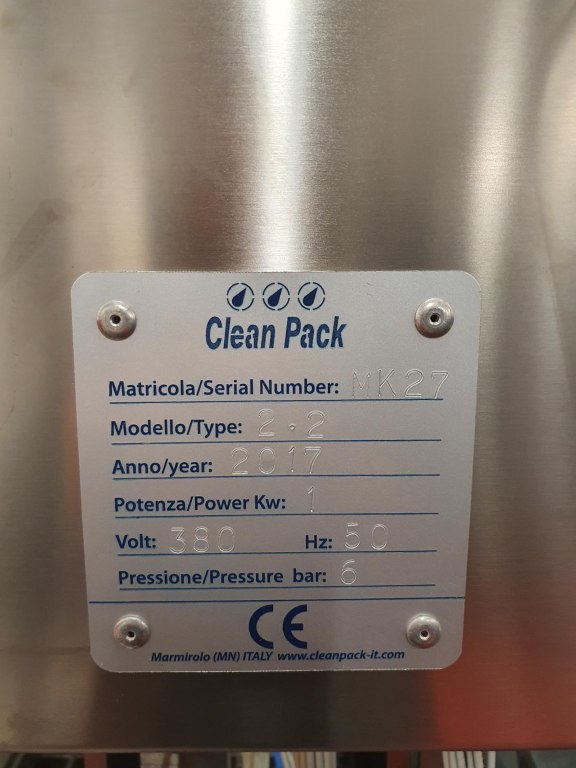 Clean Pack
Matricola/Serial Number: MK27
Modello/Type: 2.2
Anno/year: 2017
Potenza/Power Kw: 1
Volt: 380 Hz: 50
Pressione/Pressure bar: 6
CE
Marmirolo (MN) ITALY www.cleanpack-it.com